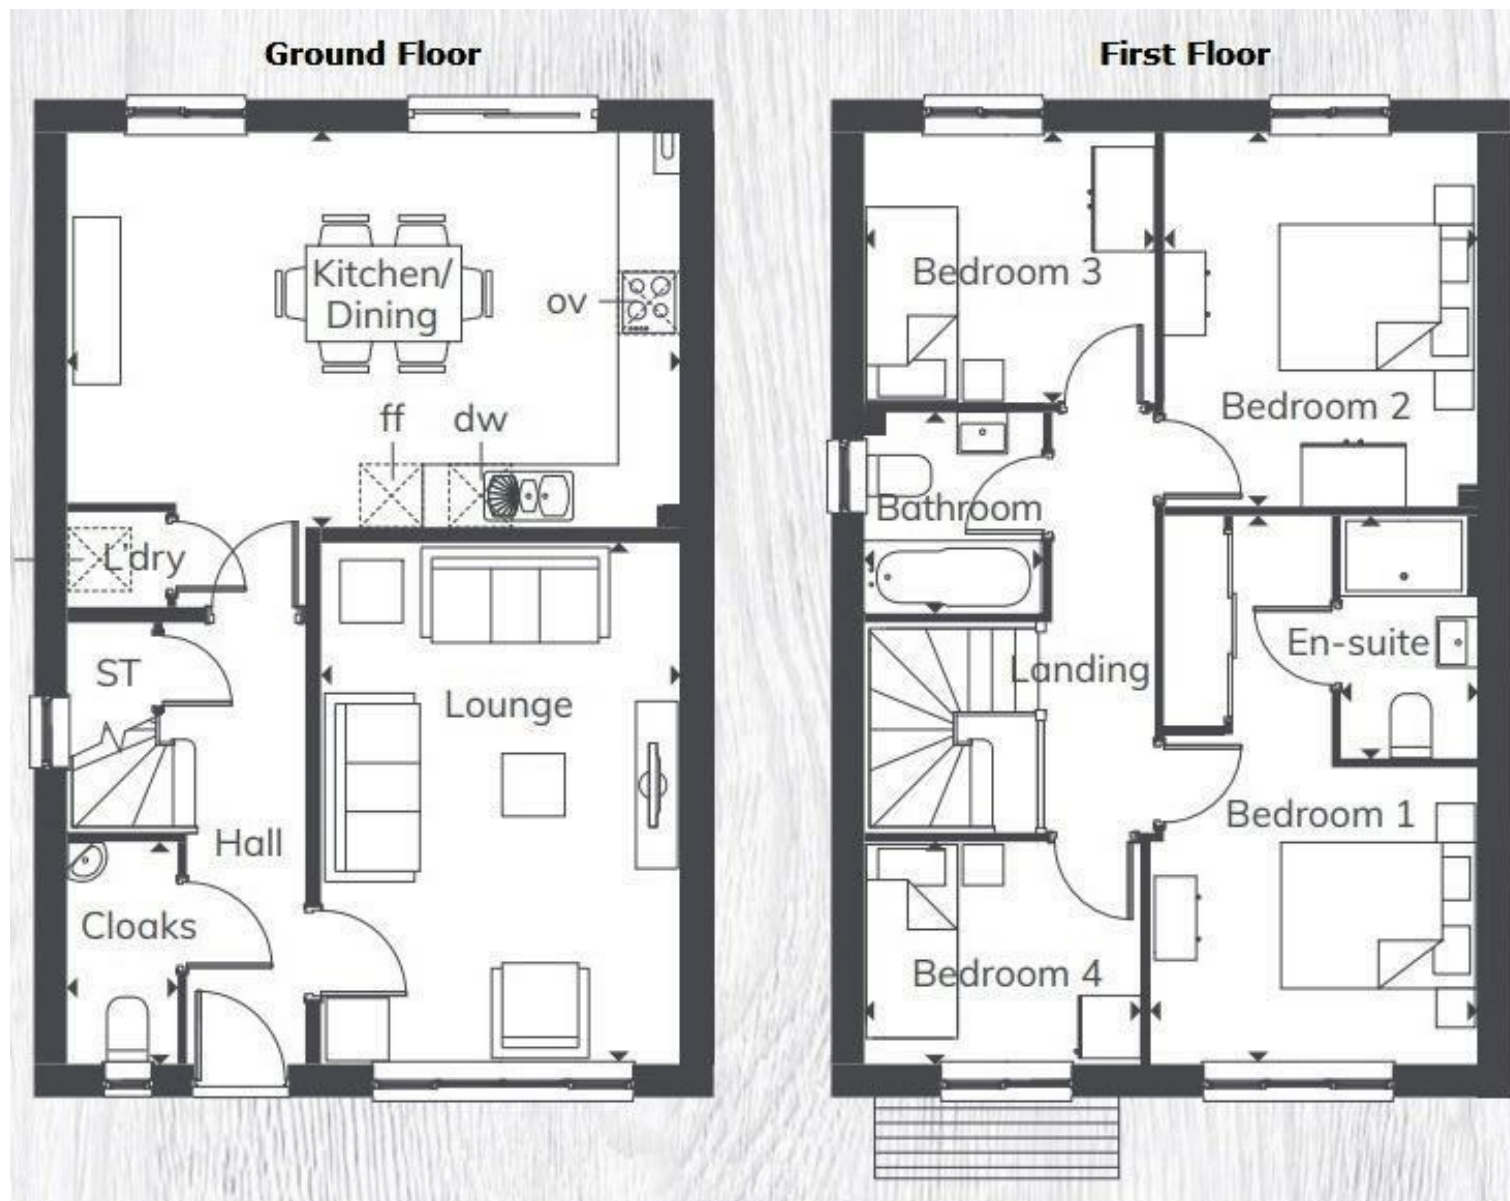 Ground Floor
Kitchen/
Dining
ov
ff
dw
L'dry
ST
Lounge
Hall
Cloaks
First Floor
Bedroom 3
Bedroom 2
Bathroom
Landing
En-suite
Bedroom 1
Bedroom 4